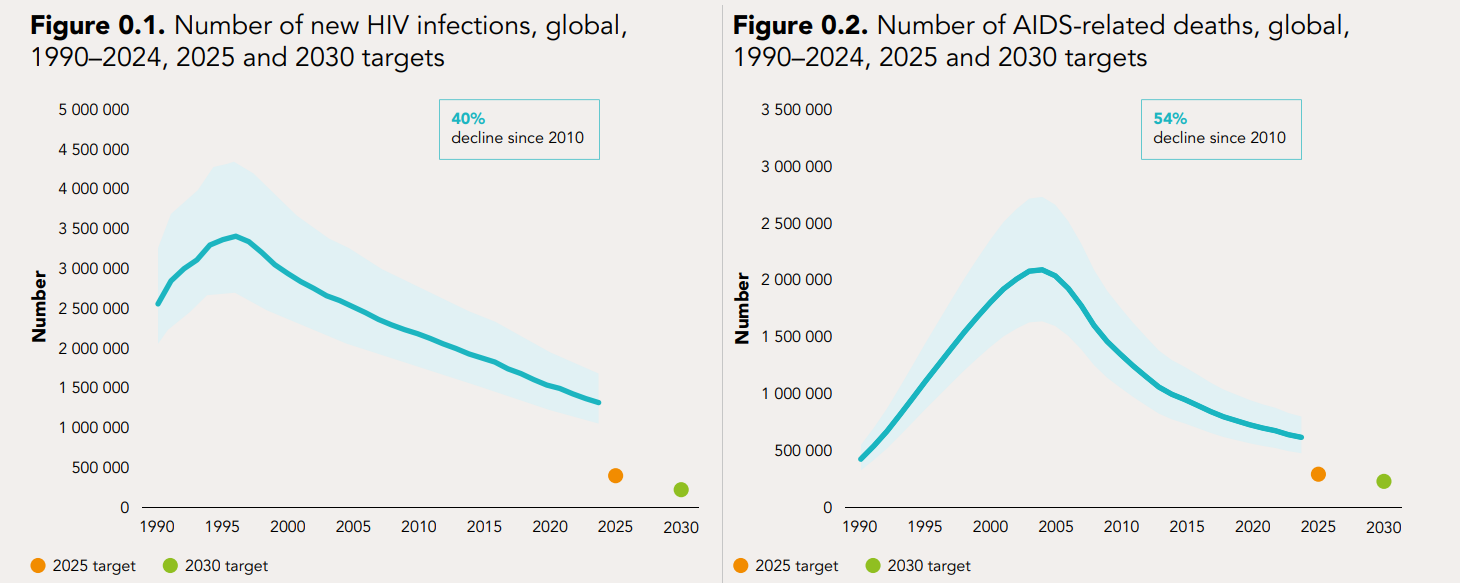 Figure 0.1. Number of new HIV infections, global,
1990–2024, 2025 and 2030 targets
40%
decline since 2010
Number
5 000 000
4 500 000
4 000 000
3 500 000
3 000 000
2 500 000
2 000 000
1 500 000
1 000 000
500 000
0
1990 1995 2000 2005 2010 2015 2020 2025 2030
2025 target 2030 target
Figure 0.2. Number of AIDS-related deaths, global,
1990–2024, 2025 and 2030 targets
54%
decline since 2010
Number
3 500 000
3 000 000
2 500 000
2 000 000
1 500 000
1 000 000
500 000
0
1990 1995 2000 2005 2010 2015 2020 2025 2030
2025 target 2030 target